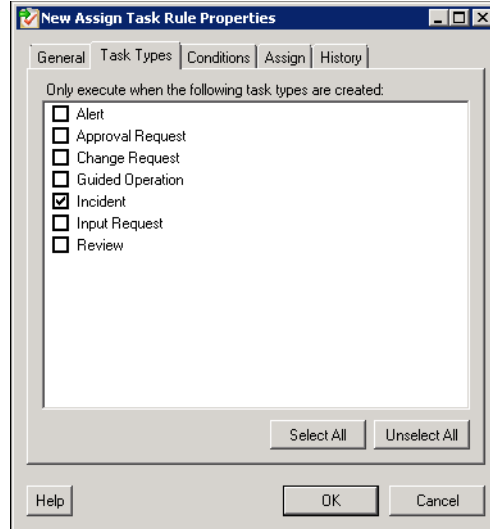 New Assign Task Rule Properties
General Task Types Conditions Assign History
Only execute when the following task types are created:
Alert
Approval Request
Change Request
Guided Operation
Incident
Input Request
Review
Select All Unselect All
Help OK Cancel